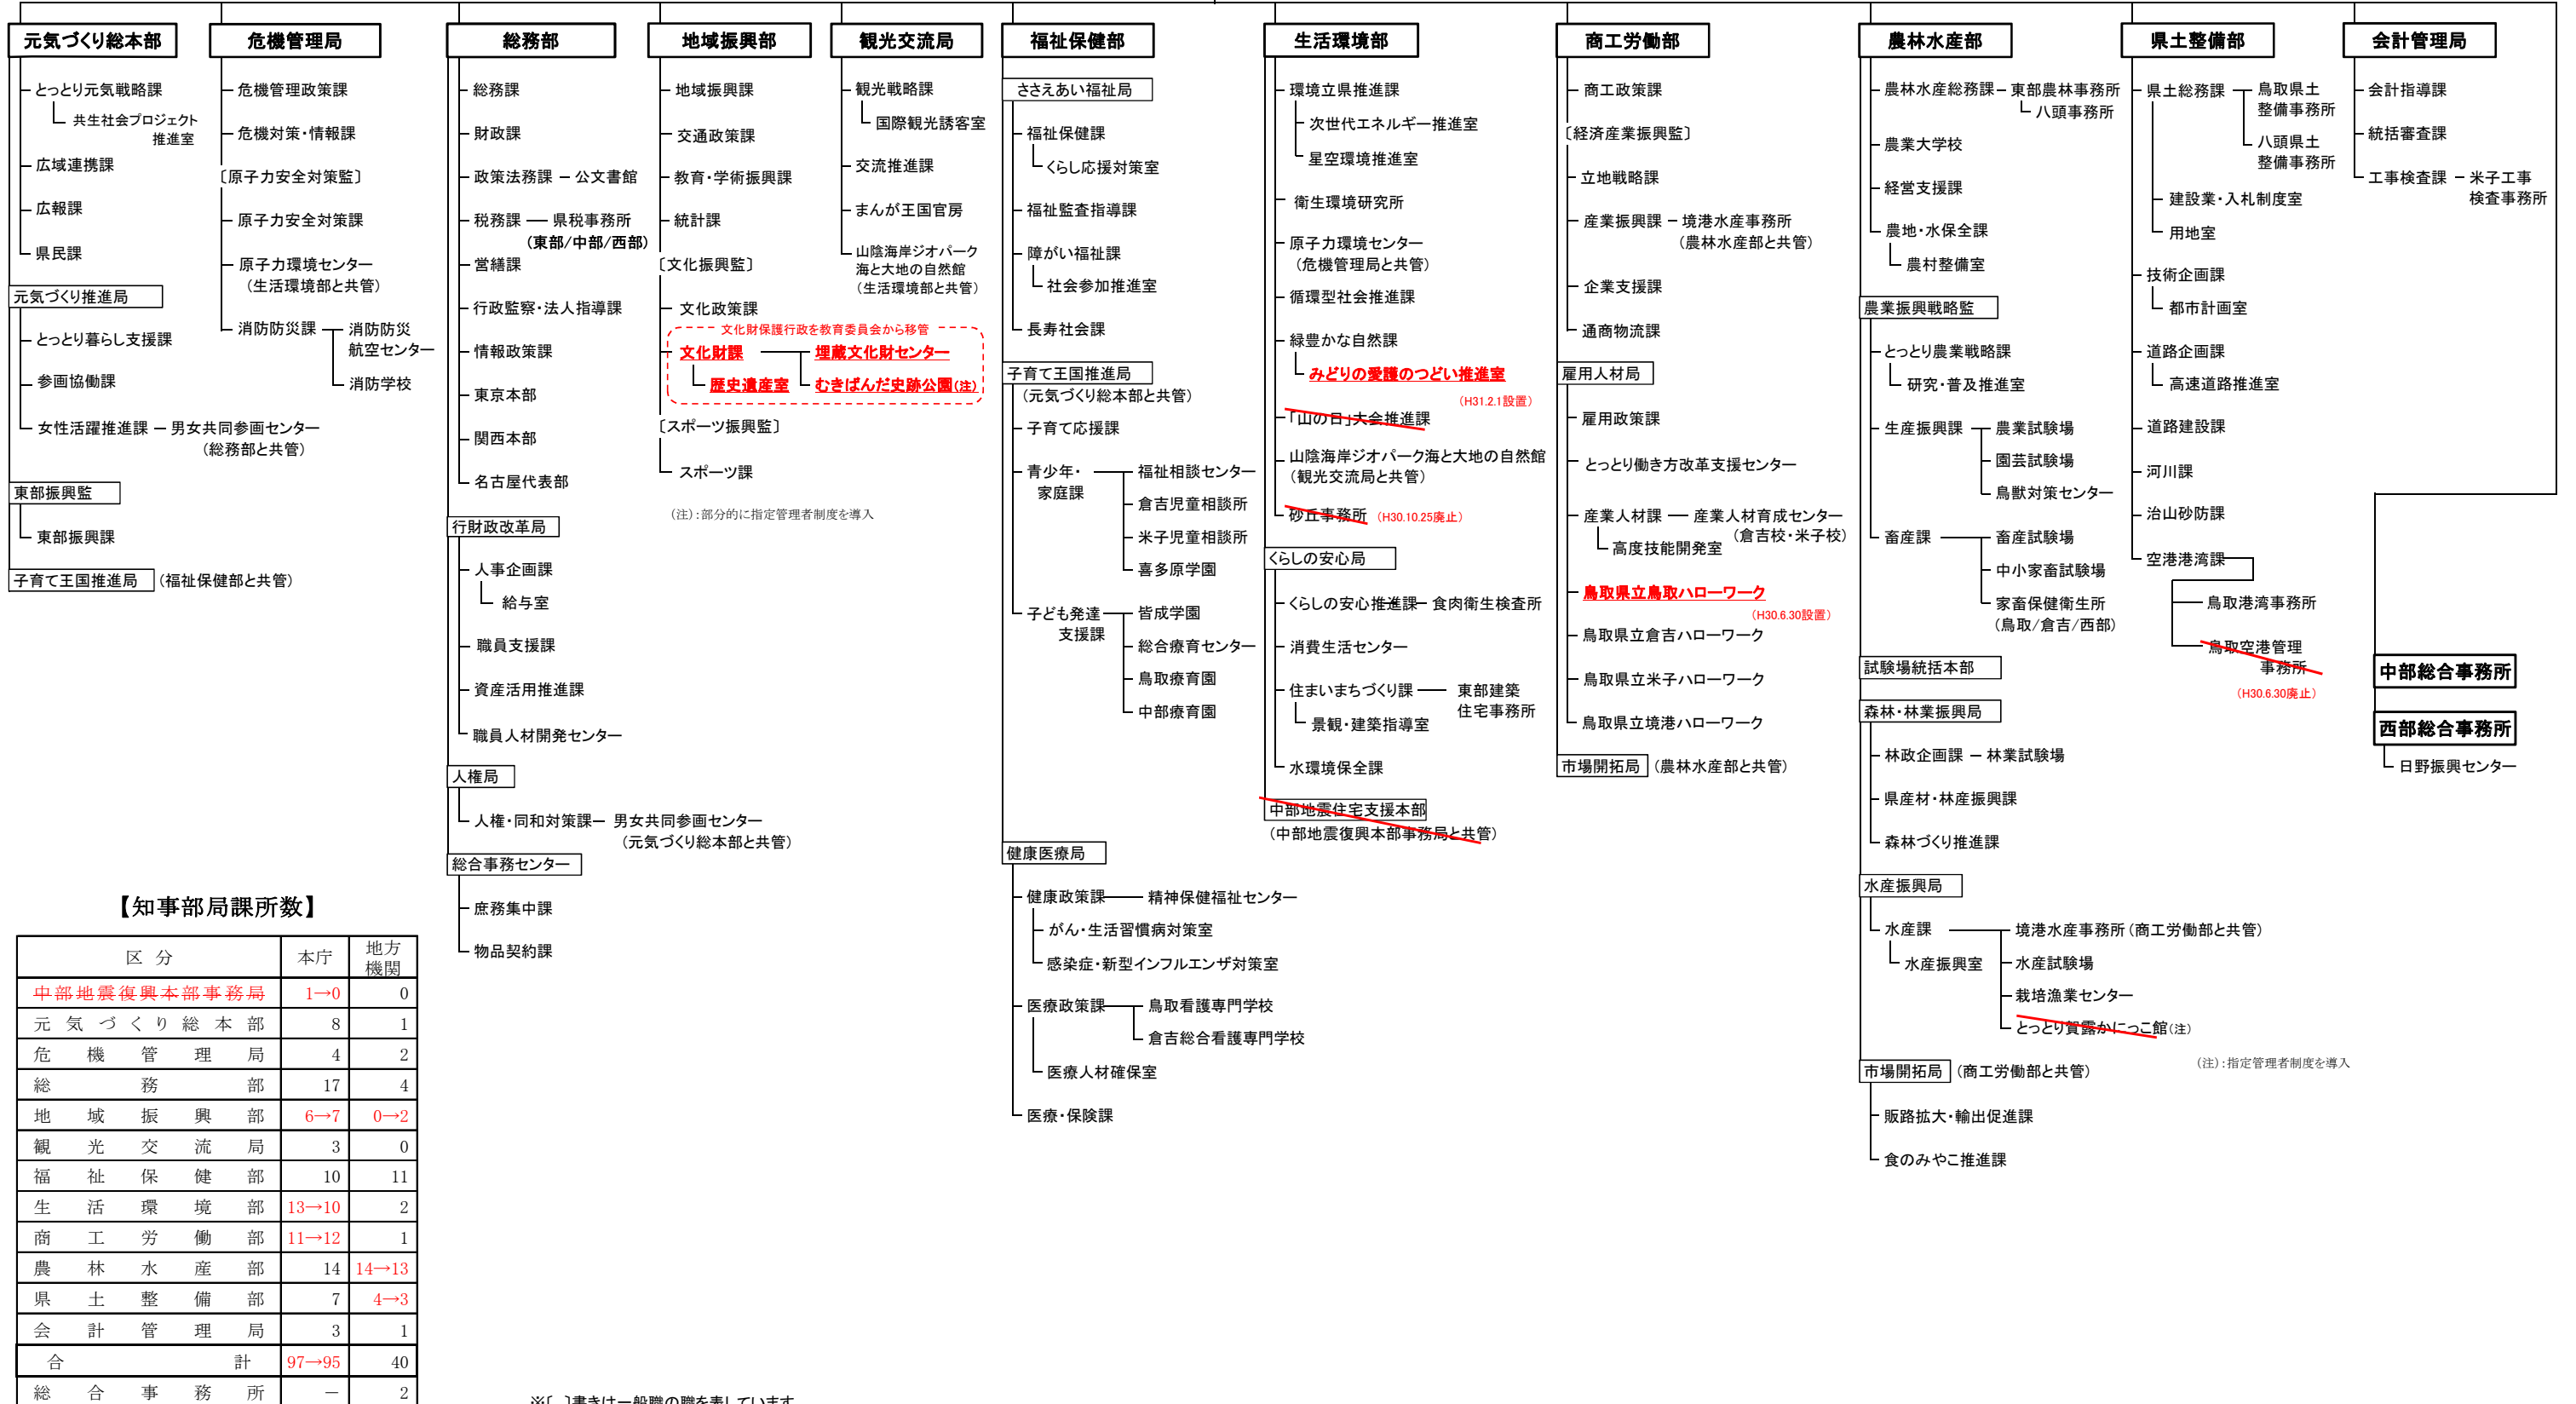 元気づくり総本部
とっとり元気戦略課
共生社会プロジェクト
推進室
広域連携課
広報課
県民課
元気づくり推進局
とっとり暮らし支援課
参画協働課
女性活躍推進課 男女共同参画センター
(総務部と共管)
東部振興監
東部振興課
子育て王国推進局 (福祉保健部と共管)
危機管理局
危機管理政策課
危機対策・情報課
〔原子力安全対策監〕
原子力安全対策課
原子力環境センター
(生活環境部と共管)
消防防災課 消防防災
航空センター
消防学校
総務部
総務課
財政課
政策法務課 公文書館
税務課 県税事務所
(東部/中部/西部)
営繕課
行政監察・法人指導課
情報政策課
東京本部
関西本部
名古屋代表部
行財政改革局
人事企画課
給与室
職員支援課
資産活用推進課
職員人材開発センター
人権局
人権・同和対策課 男女共同参画センター
(元気づくり総本部と共管)
総合事務センター
庶務集中課
物品契約課
地域振興部
地域振興課
交通政策課
教育・学術振興課
統計課
〔文化振興監〕
文化政策課
文化財保護行政を教育委員会から移管
文化財課 埋蔵文化財センター
歴史遺産室 むきばんだ史跡公園(注)
〔スポーツ振興監〕
スポーツ課
(注):部分的に指定管理者制度を導入
観光交流局
観光戦略課
国際観光誘客室
交流推進課
まんが王国官房
山陰海岸ジオパーク
海と大地の自然館
(生活環境部と共管)
福祉保健部
ささえあい福祉局
福祉保健課
くらし応援対策室
福祉監査指導課
障がい福祉課
社会参加推進室
長寿社会課
子育て王国推進局
(元気づくり総本部と共管)
子育て応援課
青少年・ 福祉相談センター
家庭課
倉吉児童相談所
米子児童相談所
喜多原学園
子ども発達 皆成学園
支援課
総合療育センター
鳥取療育園
中部療育園
健康医療局
健康政策課 精神保健福祉センター
がん・生活習慣病対策室
感染症・新型インフルエンザ対策室
医療政策課 鳥取看護専門学校
倉吉総合看護専門学校
医療人材確保室
医療・保険課
生活環境部
環境立県推進課
次世代エネルギー推進室
星空環境推進室
衛生環境研究所
原子力環境センター
(危機管理局と共管)
循環型社会推進課
緑豊かな自然課
みどりの愛護のつどい推進室
(H31.2.1設置)
「山の日」大会推進課
山陰海岸ジオパーク海と大地の自然館
(観光交流局と共管)
砂丘事務所 (H30.10.25廃止)
くらしの安心局
くらしの安心推進課 食肉衛生検査所
消費生活センター
住まいまちづくり課 東部建築
住宅事務所
景観・建築指導室
水環境保全課
中部地震住宅支援本部
(中部地震復興本部事務局と共管)
商工労働部
商工政策課
〔経済産業振興監〕
立地戦略課
産業振興課 境港水産事務所
(農林水産部と共管)
企業支援課
通商物流課
雇用人材局
雇用政策課
とっとり働き方改革支援センター
産業人材課 産業人材育成センター
(倉吉校・米子校)
高度技能開発室
鳥取県立鳥取ハローワーク
(H30.6.30設置)
鳥取県立倉吉ハローワーク
鳥取県立米子ハローワーク
鳥取県立境港ハローワーク
市場開拓局 (農林水産部と共管)
農林水産部
農林水産総務課 東部農林事務所
八頭事務所
農業大学校
経営支援課
農地・水保全課
農村整備室
農業振興戦略監
とっとり農業戦略課
研究・普及推進室
生産振興課 農業試験場
園芸試験場
鳥獣対策センター
畜産課 畜産試験場
中小家畜試験場
家畜保健衛生所
(鳥取/倉吉/西部)
試験場統括本部
森林・林業振興局
林政企画課 林業試験場
県産材・林産振興課
森林づくり推進課
水産振興局
水産課 境港水産事務所(商工労働部と共管)
水産振興室 水産試験場
栽培漁業センター
とっとり賀露かにっこ館(注)
(注):指定管理者制度を導入
市場開拓局 (商工労働部と共管)
販路拡大・輸出促進課
食のみやこ推進課
県土整備部
県土総務課 鳥取県土
整備事務所
八頭県土
整備事務所
建設業・入札制度室
用地室
技術企画課
都市計画室
道路企画課
高速道路推進室
道路建設課
河川課
治山砂防課
空港港湾課
鳥取港湾事務所
鳥取空港管理
事務所
(H30.6.30廃止)
会計管理局
会計指導課
統括審査課
工事検査課 米子工事
検査事務所
中部総合事務所
西部総合事務所
日野振興センター
【知事部局課所数】
区 分 本庁 地方機関
中部地震復興本部事務局 1→0 0
元気づくり総本部 8 1
危機管理局 4 2
総務部 17 4
地域振興部 6→7 0→2
観光交流局 3 0
福祉保健部 10 11
生活環境部 13→10 2
商工労働部 11→12 1
農林水産部 14 14→13
県土整備部 7 4→3
会計管理局 3 1
合計 97→95 40
総合事務所 － 2
※〔 〕書きは一般職の職を表しています